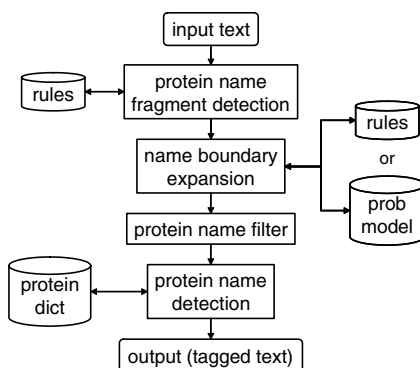 input text
rules
protein name
fragment detection
name boundary
expansion
rules
or
prob
model
protein name filter
protein
dict
protein name
detection
output (tagged text)